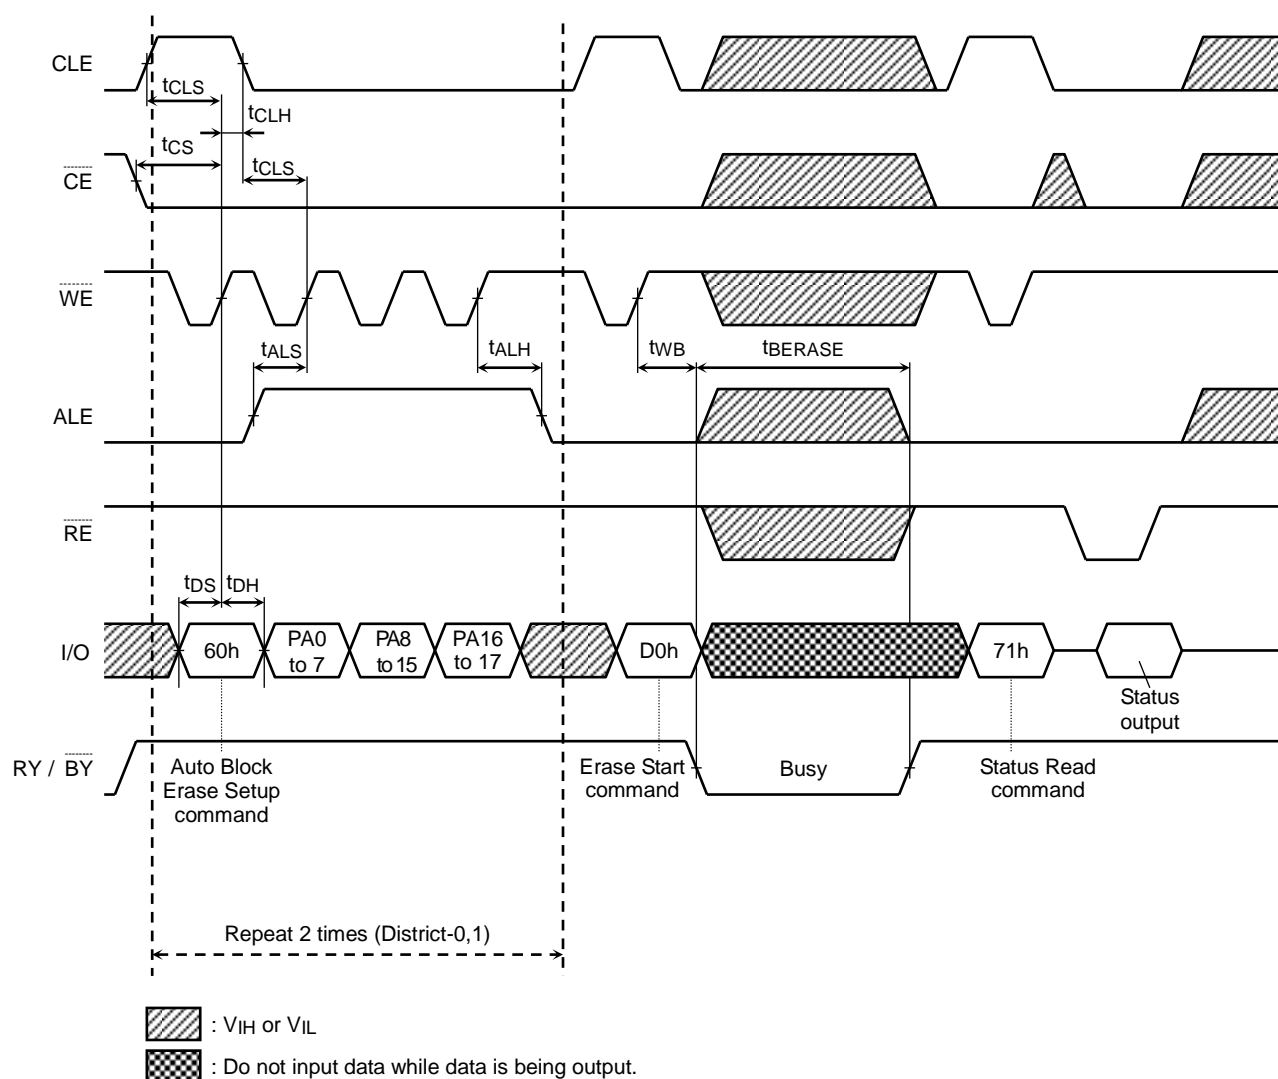 CLE
tCLS
tCLH
tCS
tCLS
CE
WE
tALS
tALH
tWB
tBERASE
ALE
RE
tDS
tDH
I/O
60h
PA0
to 7
PA8
to 15
PA16
to 17
D0h
71h
Status
output
RY / BY
Auto Block
Erase Setup
command
Erase Start
command
Busy
Status Read
command
Repeat 2 times (District-0,1)
: VIH or VIL
: Do not input data while data is being output.